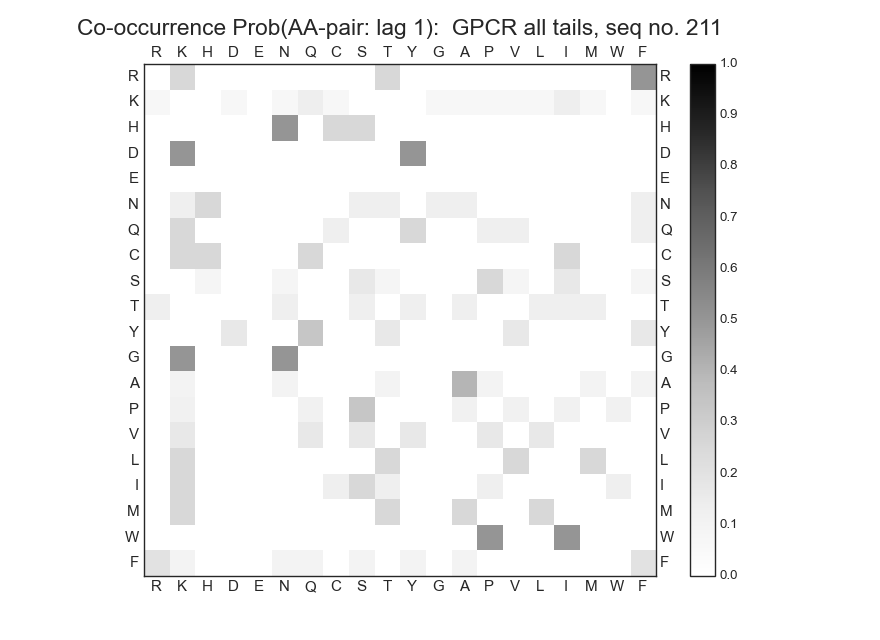 Co-occurrence Prob(AA-pair: lag 1):  GPCR all tails, seq no. 211
R K H D E N Q C S T Y G A P V L I M W F
R R 1.0
K K
H H 0.9
D D 0.8
E E
N N 0.7
Q Q
C C 0.6
S S
T T 0.5
Y Y
G G 0.4
A A
P P 0.3
V V
L L 0.2
I I
M M 0.1
W W
F F 0.0
R K H D E N Q C S T Y G A P V L I M W F